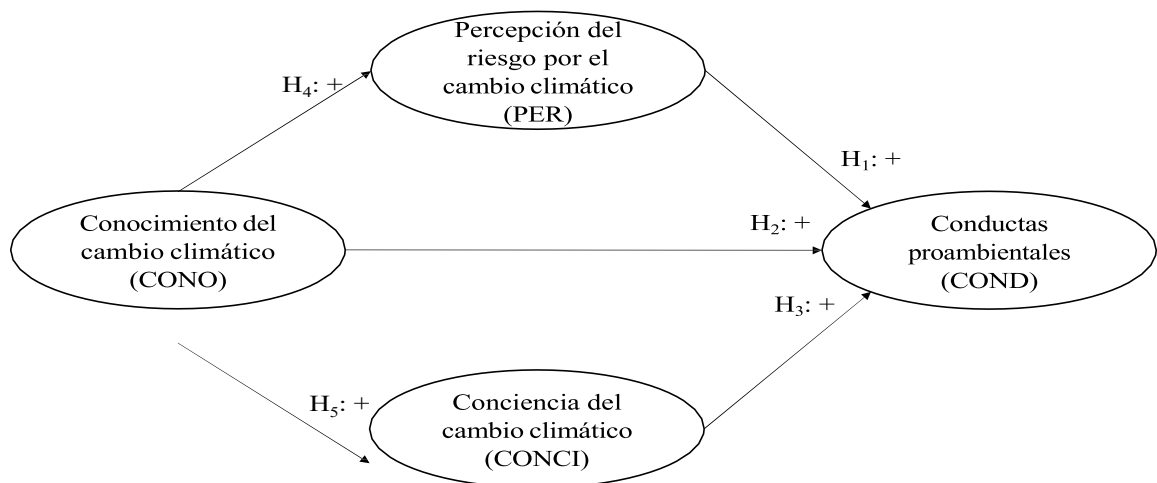 Percepción del
riesgo por el
cambio climático
(PER)
H₄: +
H₁: +
Conocimiento del
cambio climático
(CONO)
H₂: +
Conductas
proambientales
(COND)
H₃: +
H₅: +
Conciencia del
cambio climático
(CONCI)